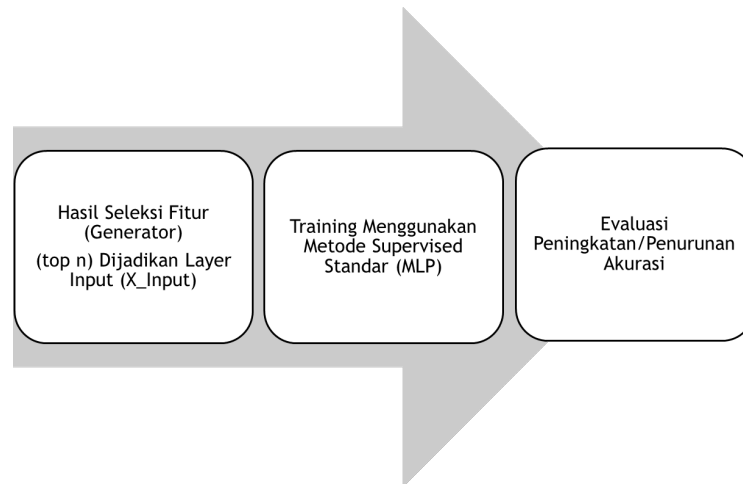 Hasil Seleksi Fitur
(Generator)
(top n) Dijadikan Layer
Input (X_Input)
Training Menggunakan
Metode Supervised
Standar (MLP)
Evaluasi
Peningkatan/Penurunan
Akurasi